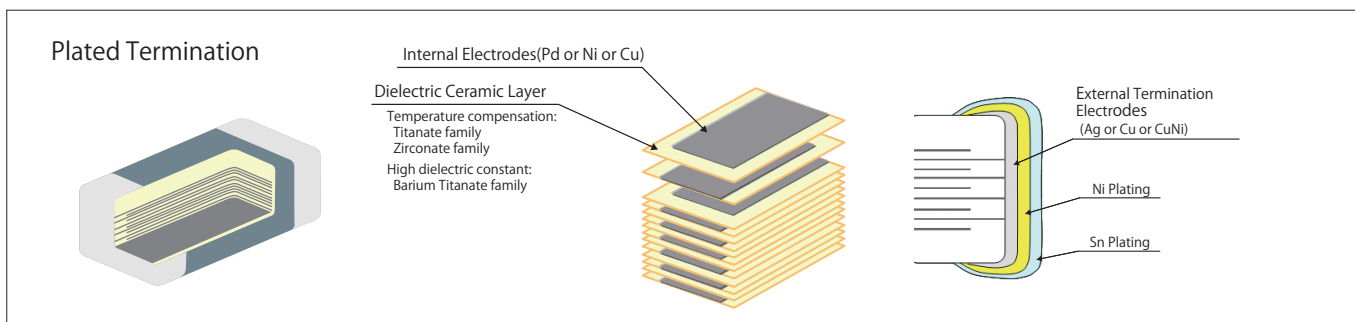 Plated Termination
Internal Electrodes(Pd or Ni or Cu)
Dielectric Ceramic Layer
Temperature compensation:
Titanate family
Zirconate family
High dielectric constant:
Barium Titanate family
External Termination
Electrodes
(Ag or Cu or CuNi)
Ni Plating
Sn Plating